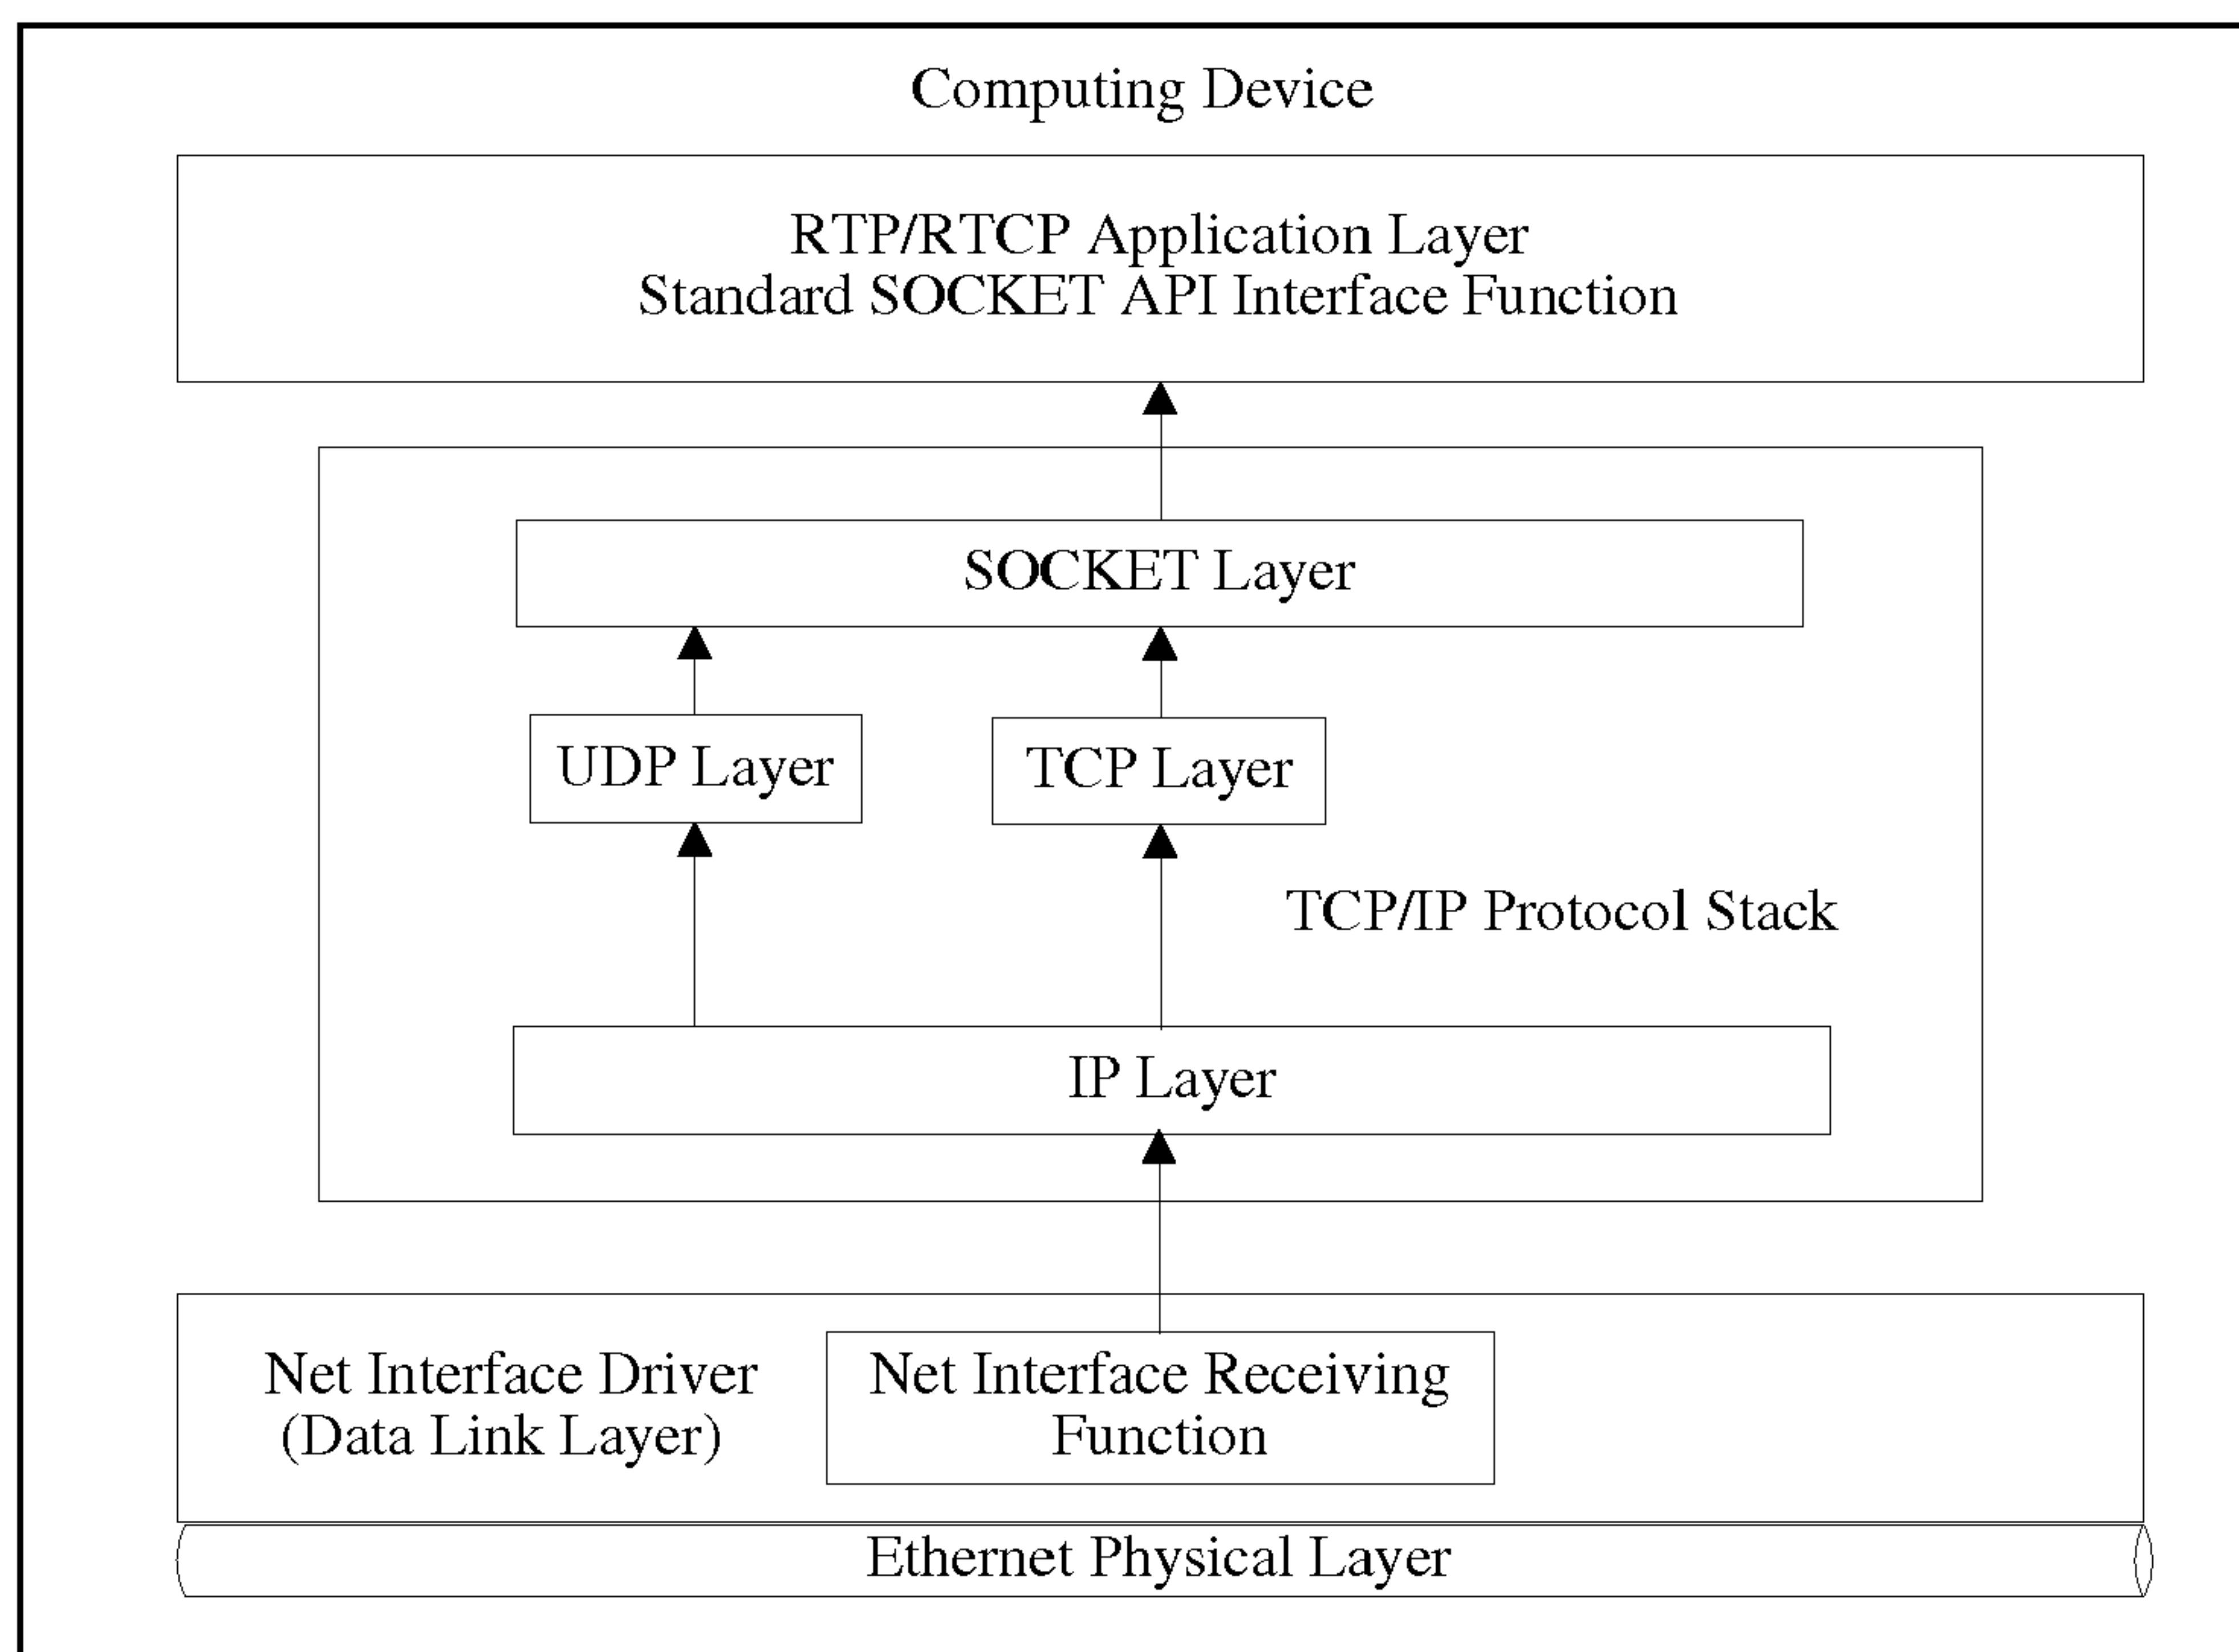 Computing Device
RTP/RTCP Application Layer
Standard SOCKET API Interface Function
SOCKET Layer
UDP Layer
TCP Layer
TCP/IP Protocol Stack
IP Layer
Net Interface Driver
(Data Link Layer)
Net Interface Receiving
Function
Ethernet Physical Layer